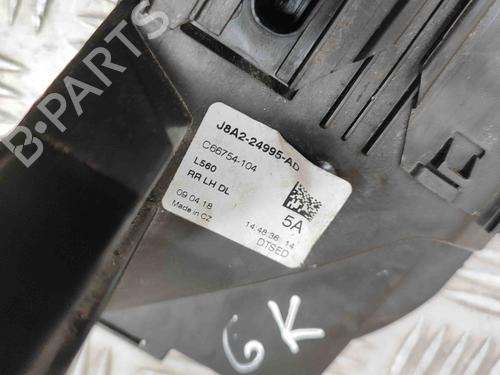 J8A2-24995-AD
C66754-104
L560
RR LH DL
09.04.18
Made in CZ
5A
14:48:36 14
DTSED
GK
B-PARTS